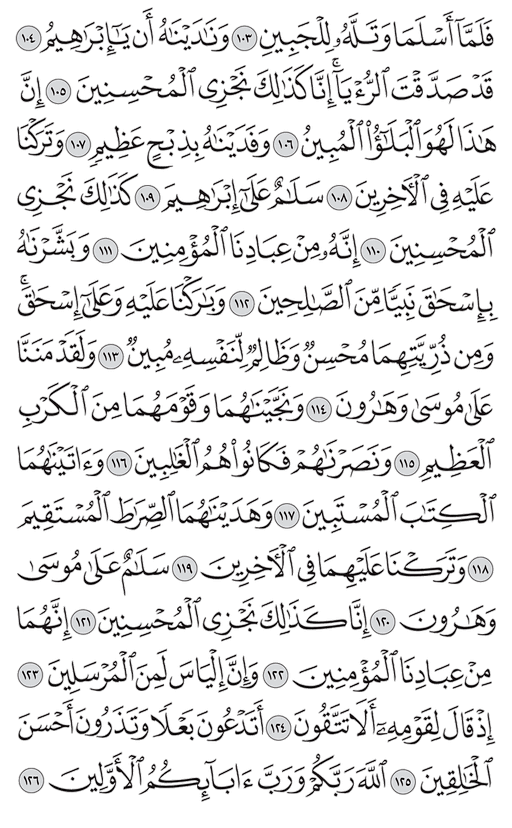 فَلَمَّآ أَسْلَمَا وَتَلَّهُۥ لِلْجَبِينِ ١٠٣ وَنَٰدَيْنَٰهُ أَن يَٰٓإِبْرَٰهِيمُ ١٠٤
قَدْ صَدَّقْتَ ٱلرُّءْيَآۚ إِنَّا كَذَٰلِكَ نَجْزِى ٱلْمُحْسِنِينَ ١٠٥ إِنَّ
هَٰذَا لَهُوَ ٱلْبَلَٰٓؤُا۟ ٱلْمُبِينُ ١٠٦ وَفَدَيْنَٰهُ بِذِبْحٍ عَظِيمٍ ١٠٧ وَتَرَكْنَا
عَلَيْهِ فِى ٱلْءَاخِرِينَ ١٠٨ سَلَٰمٌ عَلَىٰٓ إِبْرَٰهِيمَ ١٠٩ كَذَٰلِكَ نَجْزِى
ٱلْمُحْسِنِينَ ١١٠ إِنَّهُۥ مِنْ عِبَادِنَا ٱلْمُؤْمِنِينَ ١١١ وَبَشَّرْنَٰهُ
بِإِسْحَٰقَ نَبِيًّا مِّنَ ٱلصَّٰلِحِينَ ١١٢ وَبَٰرَكْنَا عَلَيْهِ وَعَلَىٰٓ إِسْحَٰقَۚ
وَمِن ذُرِّيَّتِهِمَا مُحْسِنٌ وَظَالِمٌ لِّنَفْسِهِۦ مُبِينٌ ١١٣ وَلَقَدْ مَنَنَّا
عَلَىٰ مُوسَىٰ وَهَٰرُونَ ١١٤ وَنَجَّيْنَٰهُمَا وَقَوْمَهُمَا مِنَ ٱلْكَرْبِ
ٱلْعَظِيمِ ١١٥ وَنَصَرْنَٰهُمْ فَكَانُوا۟ هُمُ ٱلْغَٰلِبِينَ ١١٦ وَءَاتَيْنَٰهُمَا
ٱلْكِتَٰبَ ٱلْمُسْتَبِينَ ١١٧ وَهَدَيْنَٰهُمَا ٱلصِّرَٰطَ ٱلْمُسْتَقِيمَ
١١٨ وَتَرَكْنَا عَلَيْهِمَا فِى ٱلْءَاخِرِينَ ١١٩ سَلَٰمٌ عَلَىٰ مُوسَىٰ
وَهَٰرُونَ ١٢٠ إِنَّا كَذَٰلِكَ نَجْزِى ٱلْمُحْسِنِينَ ١٢١ إِنَّهُمَا
مِنْ عِبَادِنَا ٱلْمُؤْمِنِينَ ١٢٢ وَإِنَّ إِلْيَاسَ لَمِنَ ٱلْمُرْسَلِينَ ١٢٣
إِذْ قَالَ لِقَوْمِهِۦٓ أَلَا تَتَّقُونَ ١٢٤ أَتَدْعُونَ بَعْلًا وَتَذَرُونَ أَحْسَنَ
ٱلْخَٰلِقِينَ ١٢٥ ٱللَّهَ رَبَّكُمْ وَرَبَّ ءَابَآئِكُمُ ٱلْأَوَّلِينَ ١٢٦